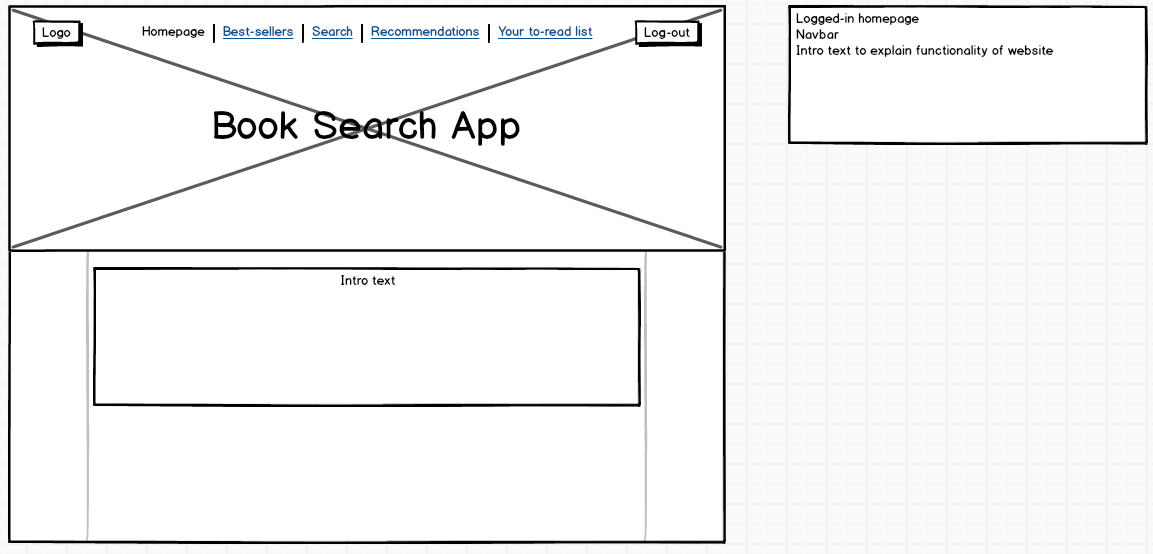 Logo
Homepage | Best-sellers | Search | Recommendations | Your to-read list
Log-out
Book Search App
Intro text
Logged-in homepage
Navbar
Intro text to explain functionality of website